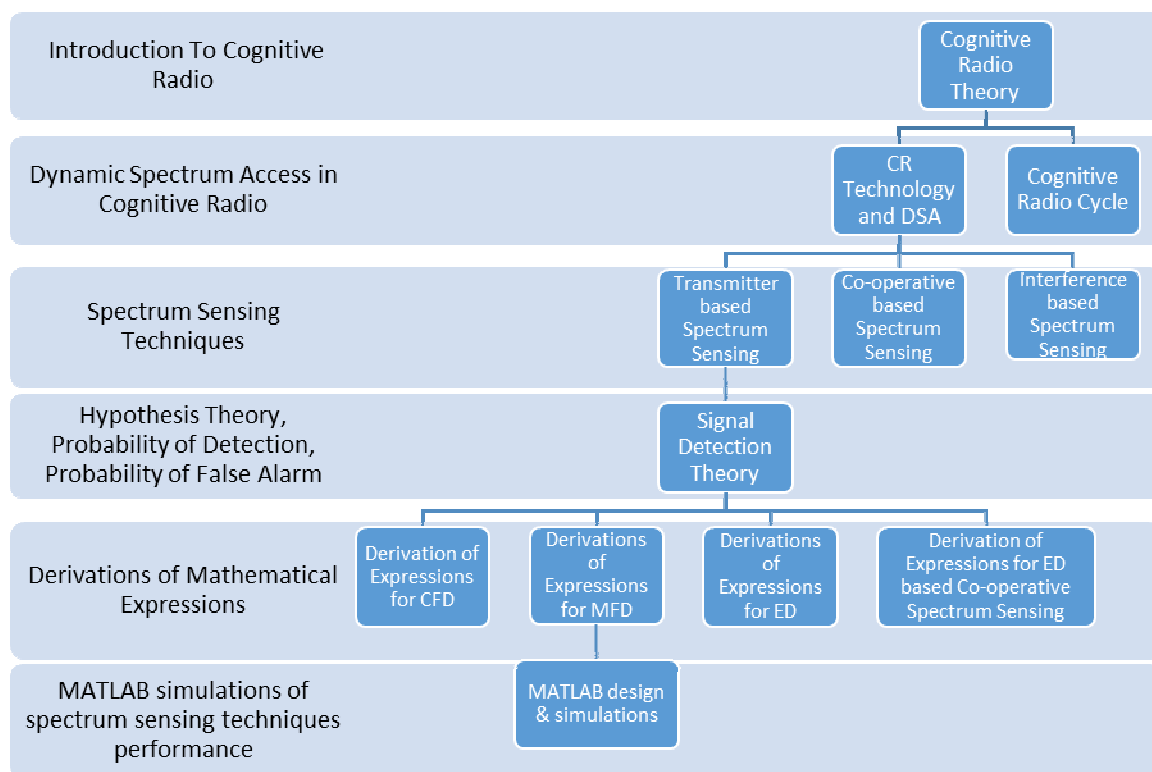 Introduction To Cognitive
Radio
Cognitive
Radio
Theory
Dynamic Spectrum Access in
Cognitive Radio
CR
Technology
and DSA
Cognitive
Radio Cycle
Spectrum Sensing
Techniques
Transmitter
based
Spectrum
Sensing
Co-operative
based
Spectrum
Sensing
Interference
based
Spectrum
Sensing
Hypothesis Theory,
Probability of Detection,
Probability of False Alarm
Signal
Detection
Theory
Derivations of Mathematical
Expressions
Derivation of
Expressions
for CFD
Derivations
of
Expressions
for MFD
Derivations
of
Expressions
for ED
Derivation of
Expressions for ED
based Co-operative
Spectrum Sensing
MATLAB simulations of
spectrum sensing techniques
performance
MATLAB design
& simulations